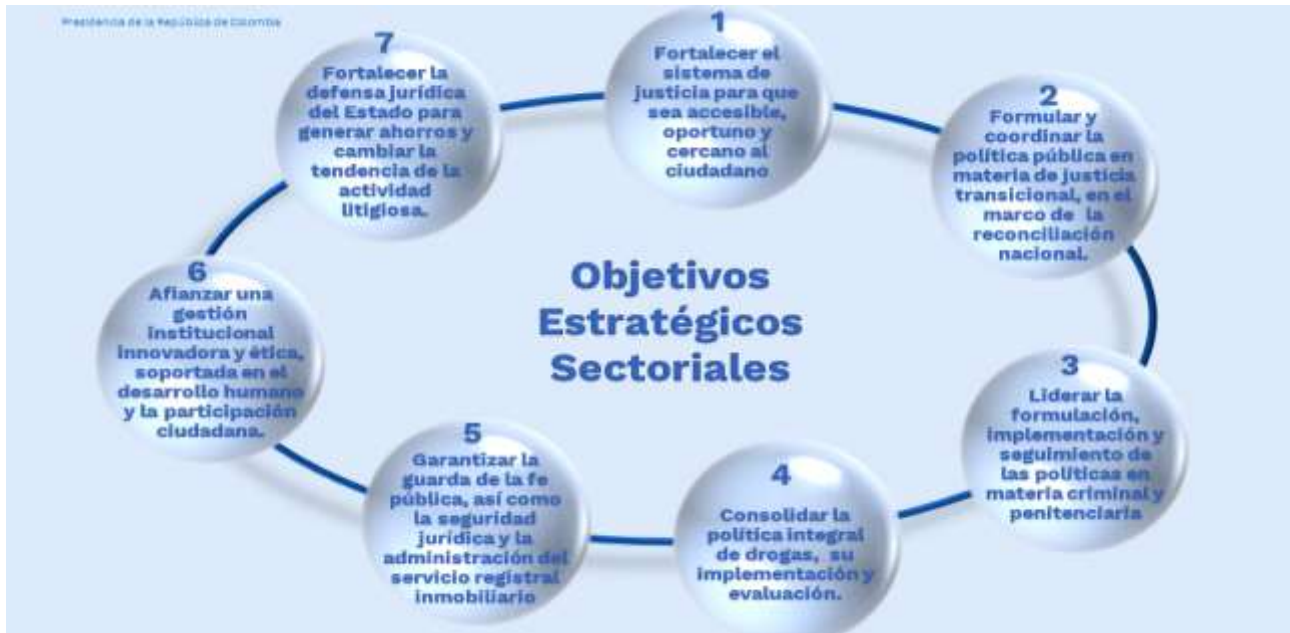 Presidencia de la República de Colombia
1
Fortalecer el
sistema de
justicia para que
sea accesible,
oportuno y
cercano al
ciudadano
2
Formular y
coordinar la
política pública en
materia de justicia
transicional, en el
marco de la
reconciliación
nacional.
3
Liderar la
formulación,
implementación y
seguimiento de
las políticas en
materia criminal y
penitenciaria
4
Consolidar la
política integral
de drogas, su
implementación y
evaluación.
5
Garantizar la
guarda de la fe
pública, así como
la seguridad
jurídica y la
administración del
servicio registral
inmobiliario
6
Afianzar una
gestión
institucional
innovadora y ética,
soportada en el
desarrollo humano
y la participación
ciudadana.
7
Fortalecer la
defensa jurídica
del Estado para
generar ahorros y
cambiar la
tendencia de la
actividad
litigiosa.
Objetivos
Estratégicos
Sectoriales